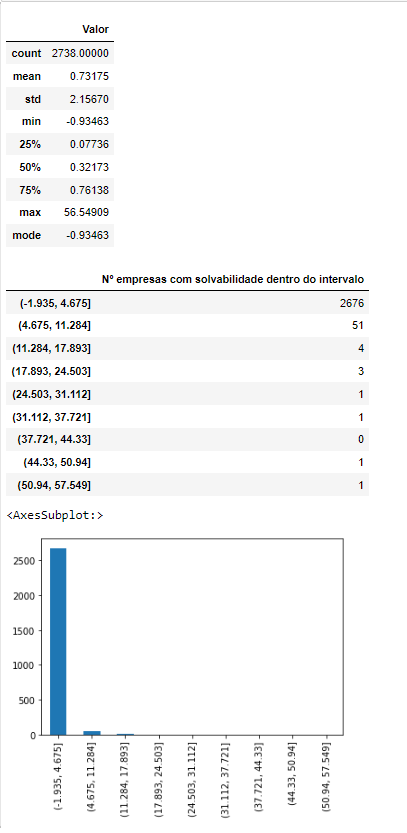 Valor
count 2738.00000
mean 0.73175
std 2.15670
min -0.93463
25% 0.07736
50% 0.32173
75% 0.76138
max 56.54909
mode -0.93463
Nº empresas com solvabilidade dentro do intervalo
(-1.935, 4.675] 2676
(4.675, 11.284] 51
(11.284, 17.893] 4
(17.893, 24.503] 3
(24.503, 31.112] 1
(31.112, 37.721] 1
(37.721, 44.33] 0
(44.33, 50.94] 1
(50.94, 57.549] 1
<AxesSubplot:>
2500
2000
1500
1000
500
0
(-1.935, 4.675]
(4.675, 11.284]
(11.284, 17.893]
(17.893, 24.503]
(24.503, 31.112]
(31.112, 37.721]
(37.721, 44.33]
(44.33, 50.94]
(50.94, 57.549]